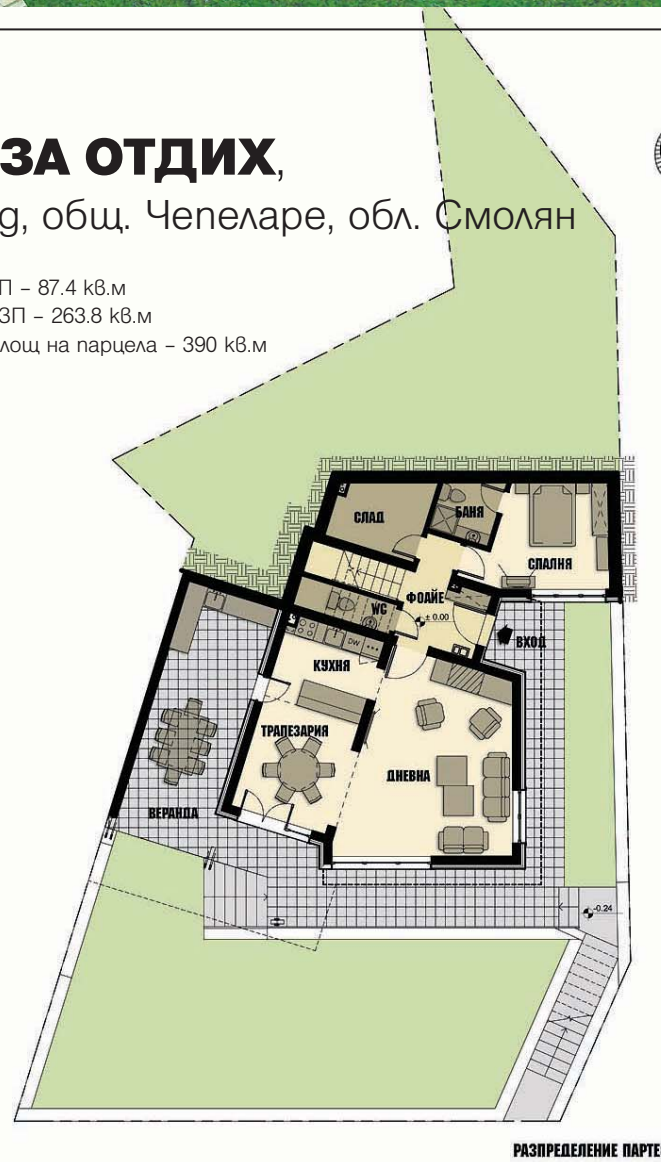 ЗА ОТДИХ,
д, общ. Чепеларе, обл. Смолян
П – 87.4 кв.м
ЗП – 263.8 кв.м
лощ на парцела – 390 кв.м
СЛАД
БАНЯ
СПАЛНЯ
ФОАЙЕ
± 0.00
WC
ВХОД
DW
КУХНЯ
ТРАПЕЗАРИЯ
ДНЕВНА
ВЕРАНДА
-0.24
РАЗПРЕДЕЛЕНИЕ ПАРТЕ